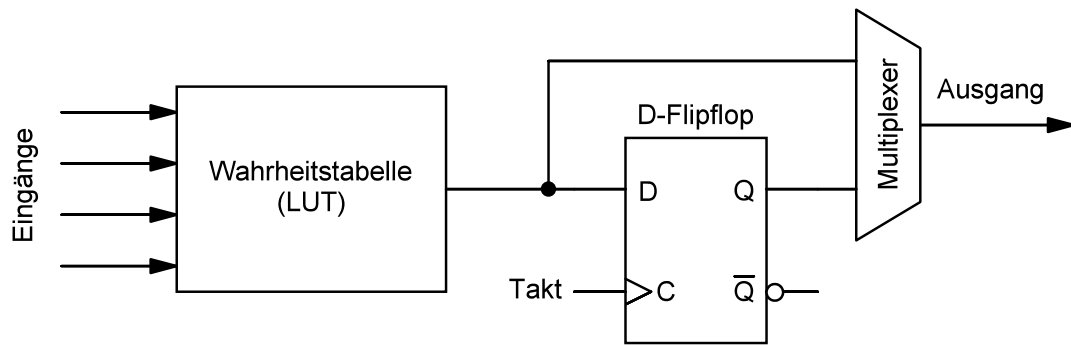 Eingänge
Wahrheitstabelle
(LUT)
D-Flipflop
D
Q
Takt
C
Q̅
Multiplexer
Ausgang